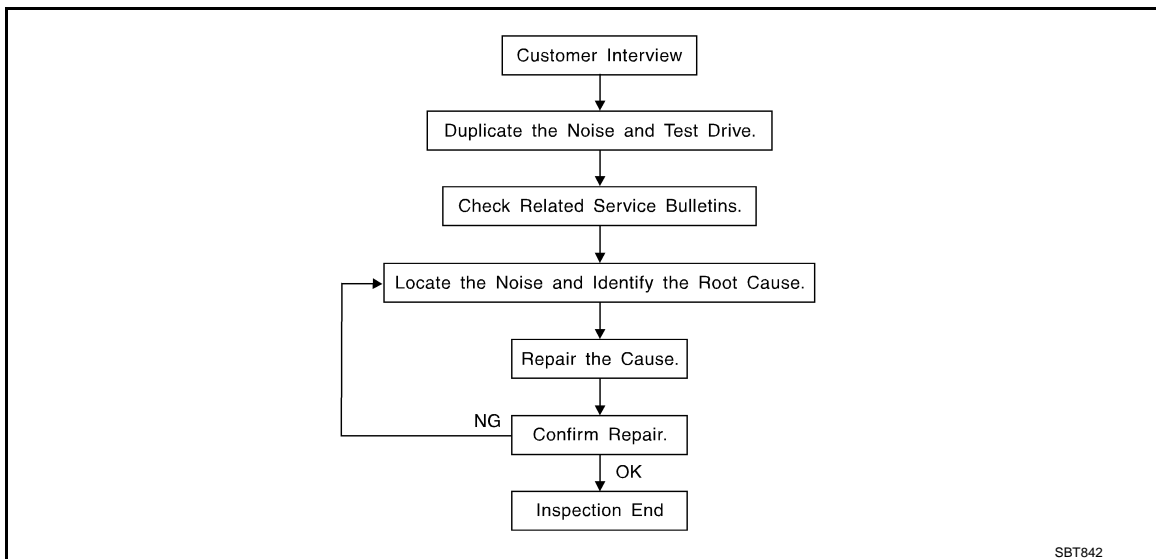 Customer Interview
Duplicate the Noise and Test Drive.
Check Related Service Bulletins.
Locate the Noise and Identify the Root Cause.
Repair the Cause.
NG
Confirm Repair.
OK
Inspection End
SBT842